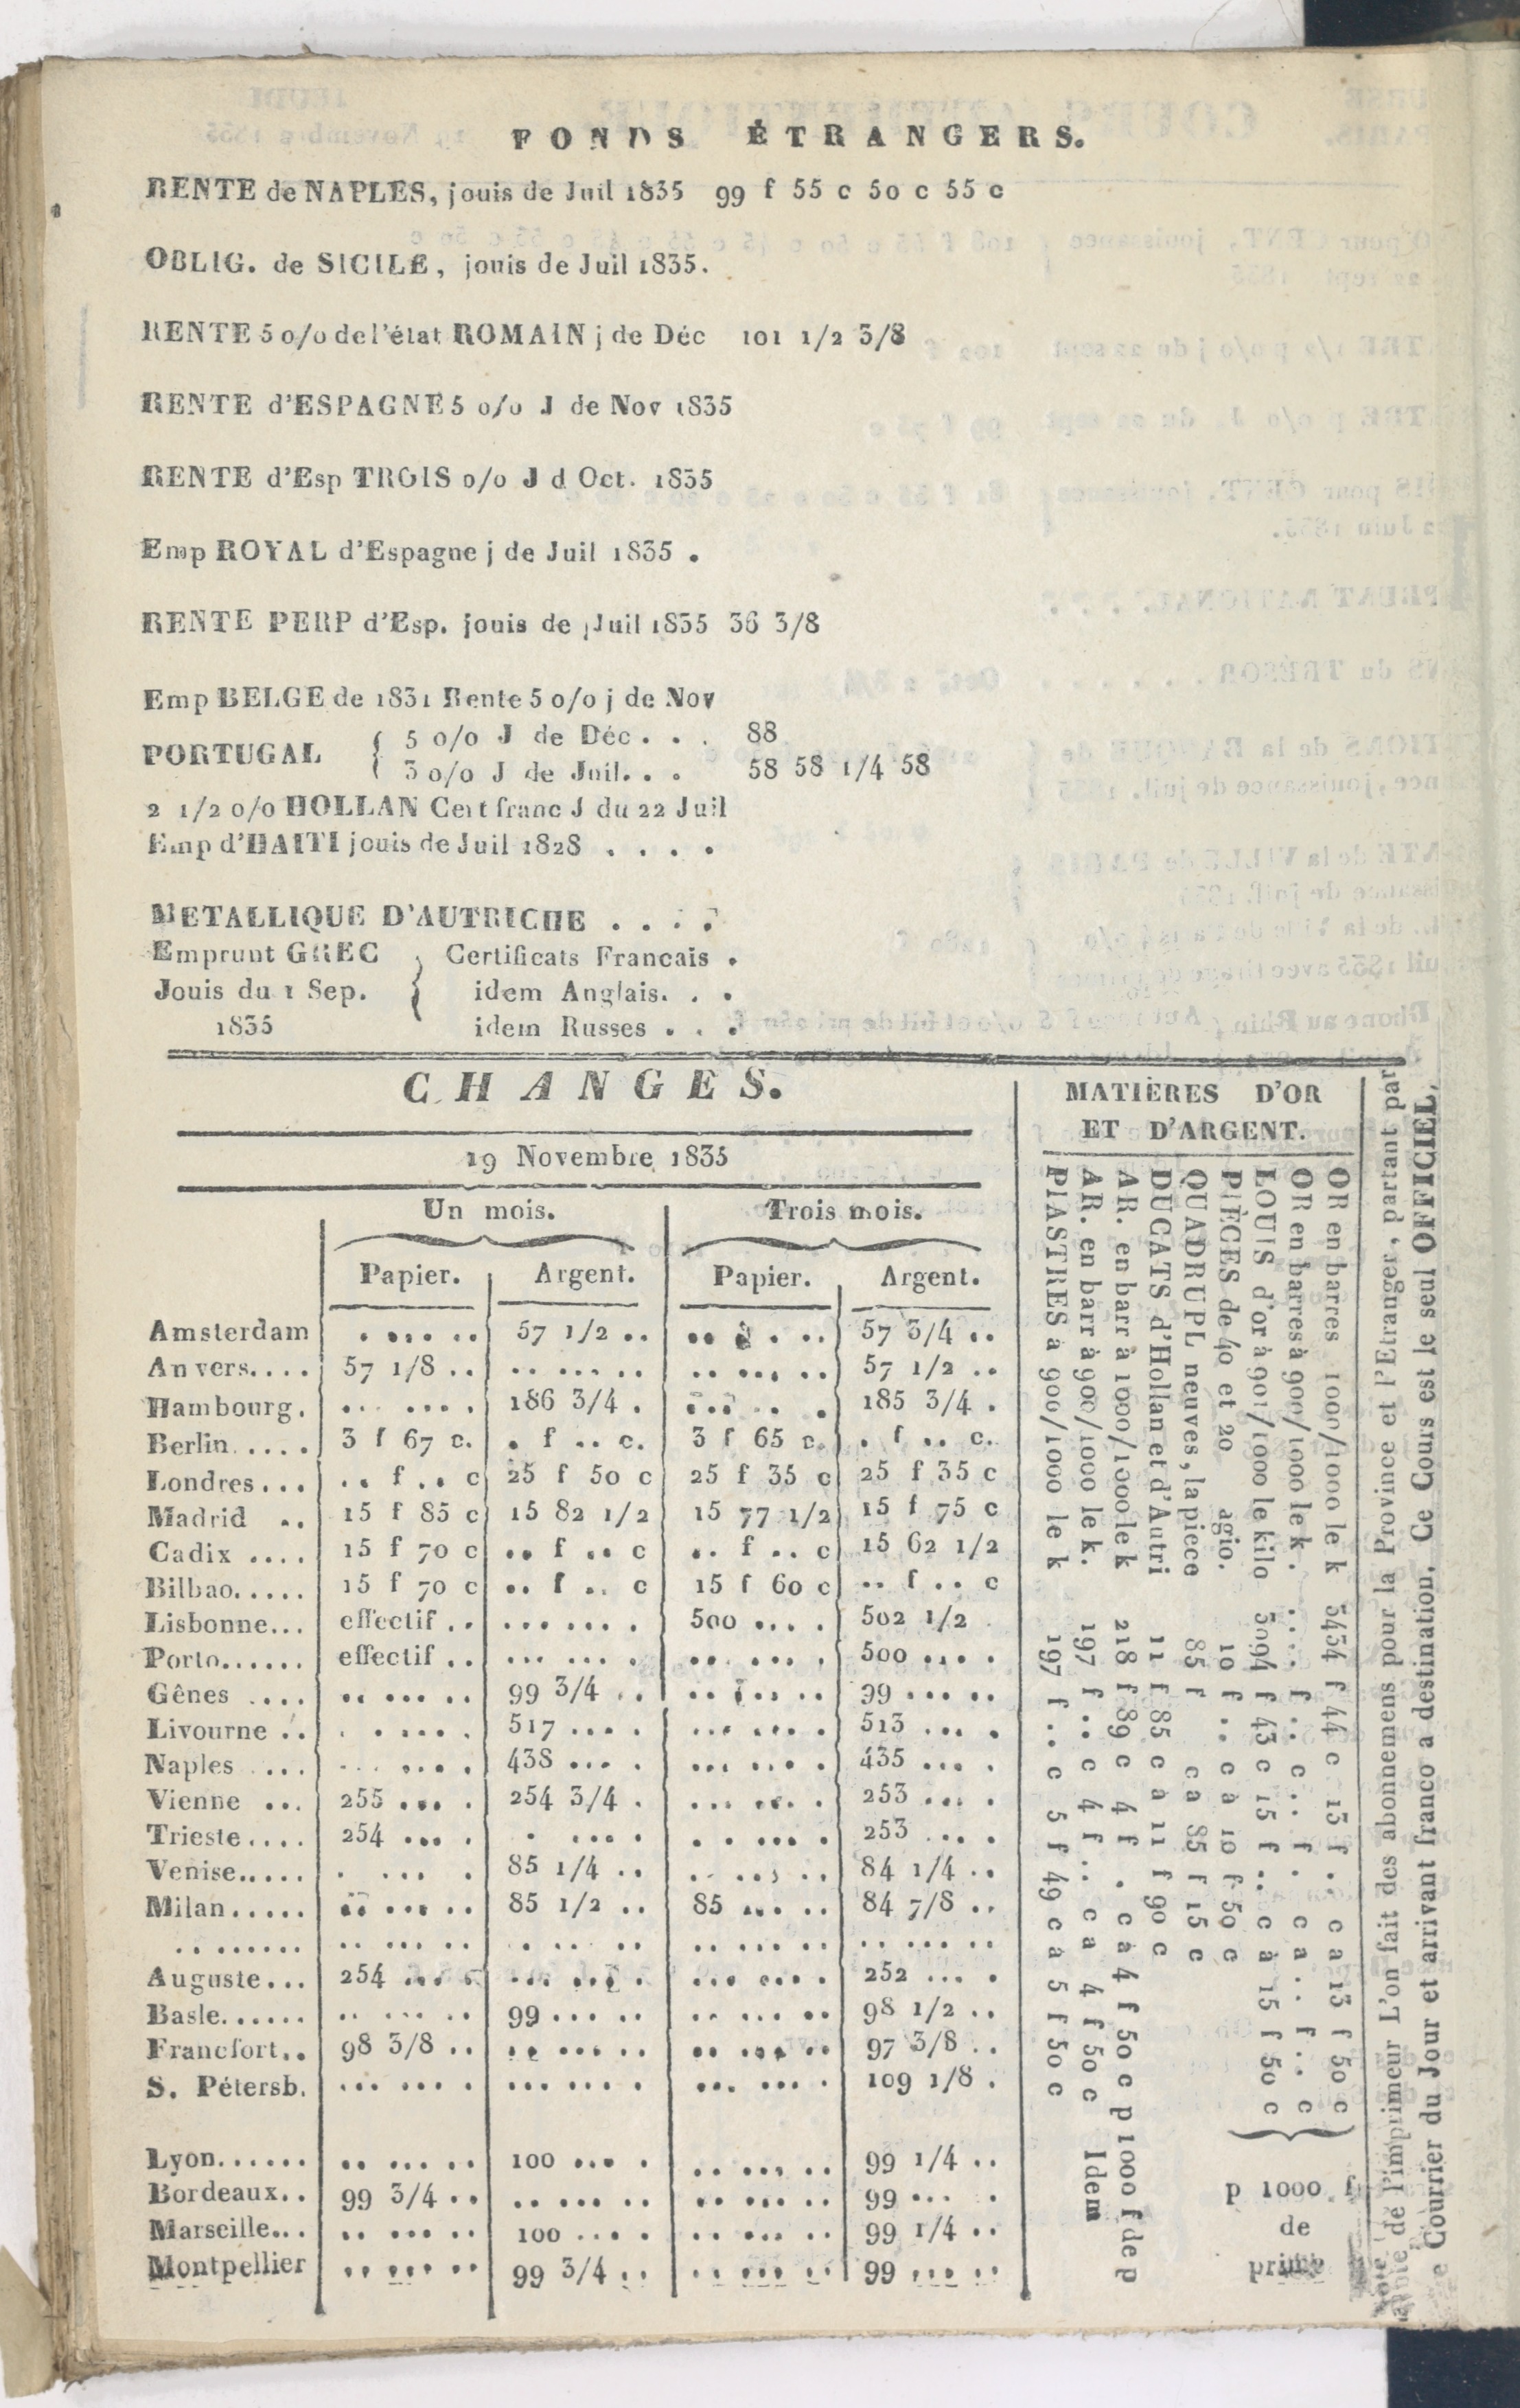 FONDS ÉTRANGERS.
RENTE de NAPLES, jouis de Juil 1835 99 f 55 c 50 c 55 c
OBLIG. de SICILE, jouis de Juil 1835.
RENTE 5 o/o de l'état ROMAIN j de Déc 101 1/2 3/8
RENTE d'ESPAGNE 5 o/o J de Nov 1835
RENTE d'Esp TROIS o/o J d Oct. 1835
Emp ROYAL d'Espagne j de Juil 1835 .
RENTE PERP d'Esp. jouis de Juil 1835 36 3/8
Emp BELGE de 1831 Rente 5 o/o j de Nov
PORTUGAL { 5 o/o J de Déc . . . 88
3 o/o J de Juil. . . 58 58 1/4 58
2 1/2 o/o HOLLAN Cert franc J du 22 Juil
Emp d'HAITI jouis de Juil 1828 . . . .
METALLIQUE D'AUTRICHE . . . .
Emprunt GREC { Certificats Francais .
Jouis du 1 Sep. idem Anglais. . .
1835 idem Russes . . .
CHANGES.
19 Novembre 1835
Un mois. Trois mois.
Papier. Argent. Papier. Argent.
Amsterdam . ... .. 57 1/2 .. .. . . .. 57 3/4 ..
Anvers.... 57 1/8 .. .. ... .. .. ... .. 57 1/2 ..
Hambourg. .. ... . 186 3/4 . ... .. . 185 3/4 .
Berlin..... 3 f 67 c. . f .. c. 3 f 65 c. . f .. c.
Londres... .. f .. c 25 f 50 c 25 f 35 c 25 f 35 c
Madrid .. 15 f 85 c 15 82 1/2 15 77 1/2 15 f 75 c
Cadix .... 15 f 70 c .. f .. c .. f .. c 15 62 1/2
Bilbao..... 15 f 70 c .. f .. c 15 f 60 c .. f .. c
Lisbonne... effectif .. ... ... . 500 ... . 502 1/2
Porto...... effectif .. ... ... . .. ... . 500 ... .
Gênes .... .. ... .. 99 3/4 .. .. ... .. 99 ... ..
Livourne .. . ... . 517 ... . ... ... . 513 ... .
Naples .... . ... . 438 ... . ... ... . 435 ... .
Vienne ... 255 ... . 254 3/4 . ... ... . 253 ... .
Trieste.... 254 ... . . ... . . . ... . 253 ... .
Venise..... . ... . 85 1/4 .. . ... .. 84 1/4 ..
Milan..... .. ... .. 85 1/2 .. 85 ... .. 84 7/8 ..
........ .. ... .. . .. .. .. ... .. .. ... ..
Auguste... 254 ... . ... ... . ... ... . 252 ... .
Basle...... .. ... .. 99 ... .. .. ... .. 98 1/2 ..
Francfort.. 98 3/8 .. .. ... .. .. ... .. 97 3/8 ..
S. Pétersb. ... ... . ... ... . ... ... . 109 1/8 .
Lyon...... .. ... .. 100 ... . .. ... .. 99 1/4 ..
Bordeaux.. 99 3/4 .. .. ... .. .. ... .. 99 ... .
Marseille... .. ... .. 100 ... . .. ... .. 99 1/4 ..
Montpellier .. ... .. 99 3/4 .. .. ... .. 99 ... ..
MATIÈRES D'OR
ET D'ARGENT.
OR en barres 1000/1000 le k 3434 f 44 c 13 f .. c a 13 f 50 c
OR en barres à 900/1000 le k . .... f .. c .. f . c a .. f .. c
LOUIS d'or à 901/1000 le kilo 3094 f 43 c 15 f .. c à 15 f 50 c
PIÈCES de 40 et 20 agio. 10 f .. c à 10 f 50 c
QUADRUPL neuves, la piece 85 f c a 85 f 15 c
DUCATS d'Hollan et d'Autri 11 f 85 c a 11 f 90 c
AR. en barr à 1000/1000 le k 218 f 89 c 4 f . c à 4 f 50 c p 1000 f de p
AR. en barr à 900/1000 le k. 197 f .. c 4 f .. c a 4 f 50 c Idem
PIASTRES à 900/1000 le k 197 f .. c 5 f 49 c à 5 f 50 c
p 1000 f
de
prime
de l'imprimeur L'on fait des abonnemens pour la Province et l'Etranger, partant par
Courrier du Jour et arrivant franco a destination. Ce Cours est le seul OFFICIEL,